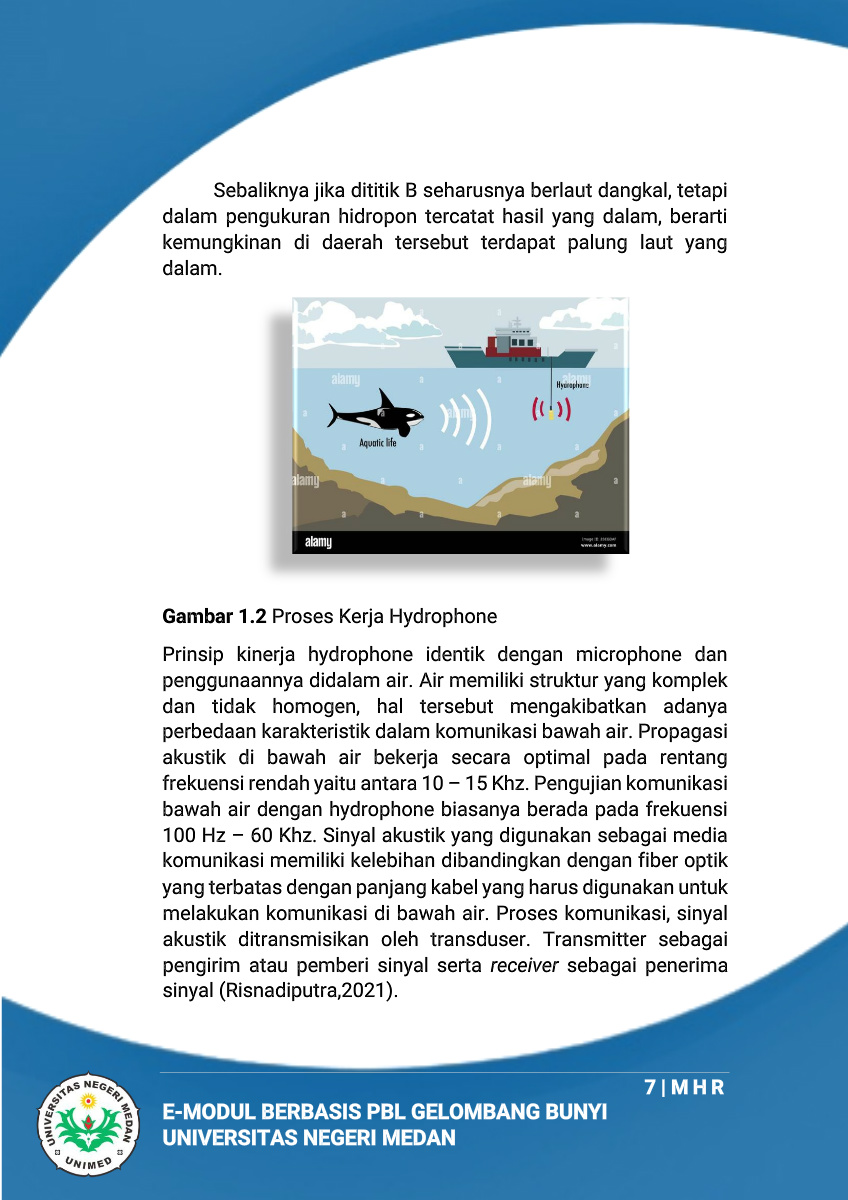 Sebaliknya jika dititik B seharusnya berlaut dangkal, tetapi
dalam pengukuran hidropon tercatat hasil yang dalam, berarti
kemungkinan di daerah tersebut terdapat palung laut yang
dalam.
alamy
a
Hydrophone
Aquatic life
alamy
www.alamy.com
Gambar 1.2 Proses Kerja Hydrophone
Prinsip kinerja hydrophone identik dengan microphone dan
penggunaannya didalam air. Air memiliki struktur yang komplek
dan tidak homogen, hal tersebut mengakibatkan adanya
perbedaan karakteristik dalam komunikasi bawah air. Propagasi
akustik di bawah air bekerja secara optimal pada rentang
frekuensi rendah yaitu antara 10 – 15 Khz. Pengujian komunikasi
bawah air dengan hydrophone biasanya berada pada frekuensi
100 Hz – 60 Khz. Sinyal akustik yang digunakan sebagai media
komunikasi memiliki kelebihan dibandingkan dengan fiber optik
yang terbatas dengan panjang kabel yang harus digunakan untuk
melakukan komunikasi di bawah air. Proses komunikasi, sinyal
akustik ditransmisikan oleh transduser. Transmitter sebagai
pengirim atau pemberi sinyal serta receiver sebagai penerima
sinyal (Risnadiputra,2021).
7 | M H R
E-MODUL BERBASIS PBL GELOMBANG BUNYI
UNIVERSITAS NEGERI MEDAN
UNIVERSITAS NEGERI MEDAN
UNIMED